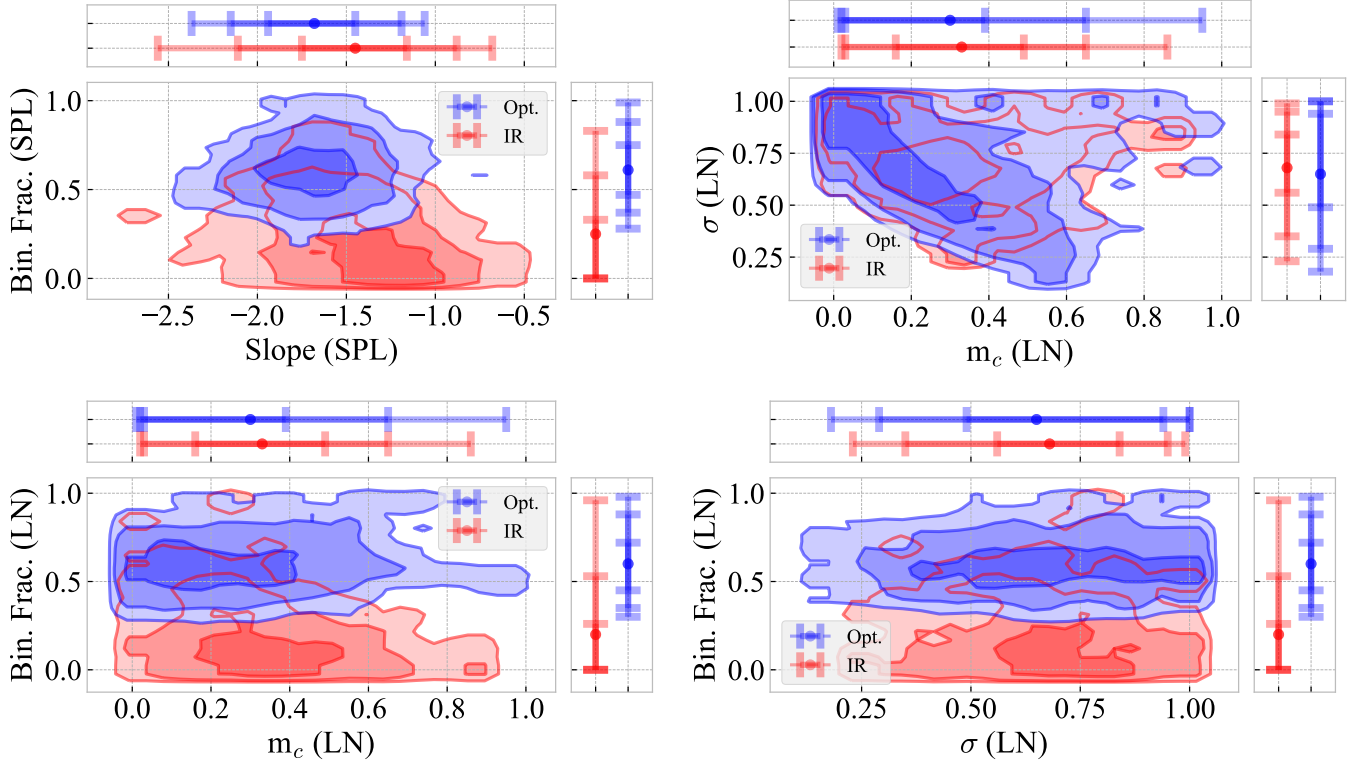 Bin. Frac. (SPL)
1.0
0.5
0.0
Opt.
IR
−2.5
−2.0
−1.5
−1.0
−0.5
Slope (SPL)
σ (LN)
1.00
0.75
0.50
0.25
Opt.
IR
0.0
0.2
0.4
0.6
0.8
1.0
m_c (LN)
Bin. Frac. (LN)
1.0
0.5
0.0
Opt.
IR
0.0
0.2
0.4
0.6
0.8
1.0
m_c (LN)
Bin. Frac. (LN)
1.0
0.5
0.0
Opt.
IR
0.25
0.50
0.75
1.00
σ (LN)